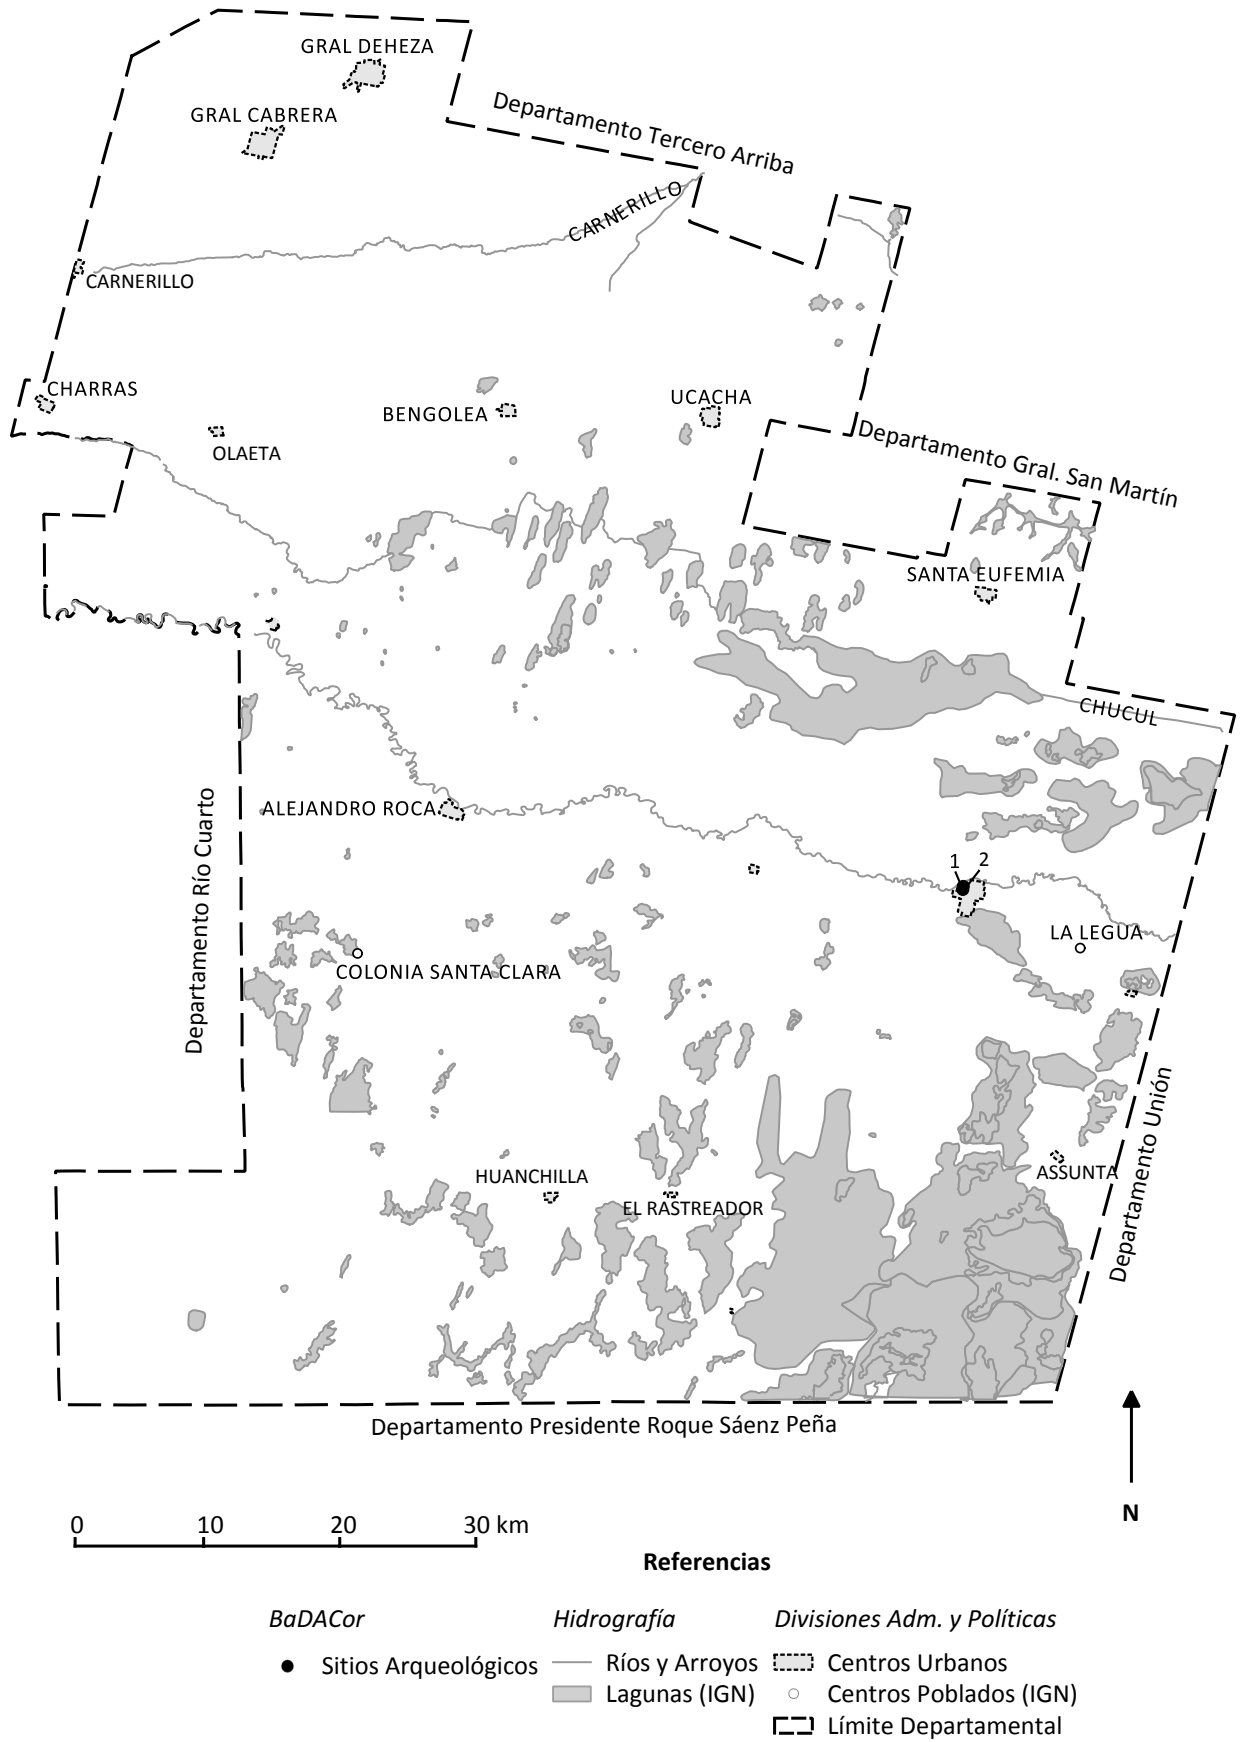 GRAL DEHEZA
GRAL CABRERA
Departamento Tercero Arriba
CARNERILLO
CARNERILLO
CHARRAS
BENGOLEA
UCACHA
OLAETA
Departamento Gral. San Martín
SANTA EUFEMIA
CHUCUL
ALEJANDRO ROCA
Departamento Río Cuarto
1 2
LA LEGUA
COLONIA SANTA CLARA
Departamento Unión
HUANCHILLA
ASSUNTA
EL RASTREADOR
Departamento Presidente Roque Sáenz Peña
N
0 10 20 30 km
Referencias
BaDACor Hidrografía Divisiones Adm. y Políticas
Sitios Arqueológicos Ríos y Arroyos Centros Urbanos
Lagunas (IGN) Centros Poblados (IGN)
Límite Departamental